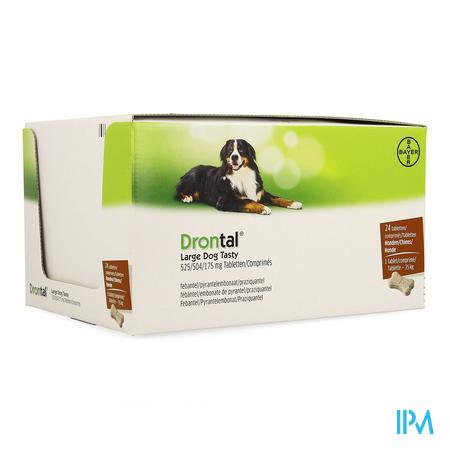 BAYER
BAYER
Drontal®
Large Dog Tasty
525/504/175 mg Tabletten/Comprimés
febantel/pyrantelembonaat/praziquantel
fébantel/embonate de pyrantel/praziquantel
Febantel/Pyrantelembonat/Praziquantel
24 tabletten/
comprimés/Tabletten
Honden/Chiens/
Hunde
1 tablet/comprimé/
Tablette = 35 kg
Drontal®
Large Dog Tasty
IPM